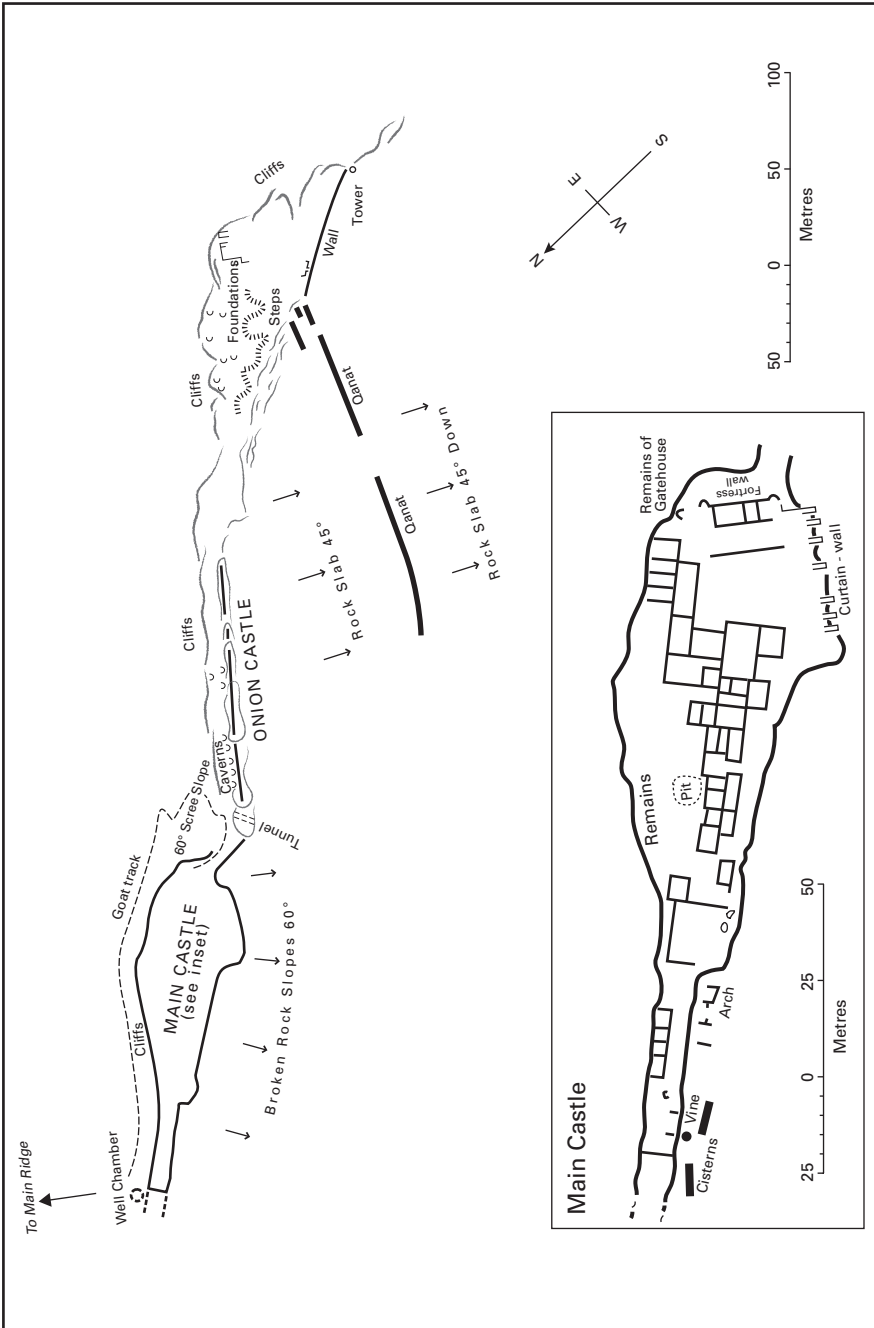 To Main Ridge
Well Chamber
Goat track
Cliffs
60° Scree Slope
MAIN CASTLE
(see inset)
Broken Rock Slopes 60°
Tunnel
Caverns
ONION CASTLE
Cliffs
Rock Slab 45°
Cliffs
Foundations
Steps
Cliffs
Wall
Tower
Qanat
Qanat
Rock Slab 45° Down
N
E
W
S
50
0
50
100
Metres
Main Castle
Cisterns
Vine
Arch
Remains
Pit
Remains of
Gatehouse
Fortress
wall
Curtain - wall
25
0
25
50
Metres